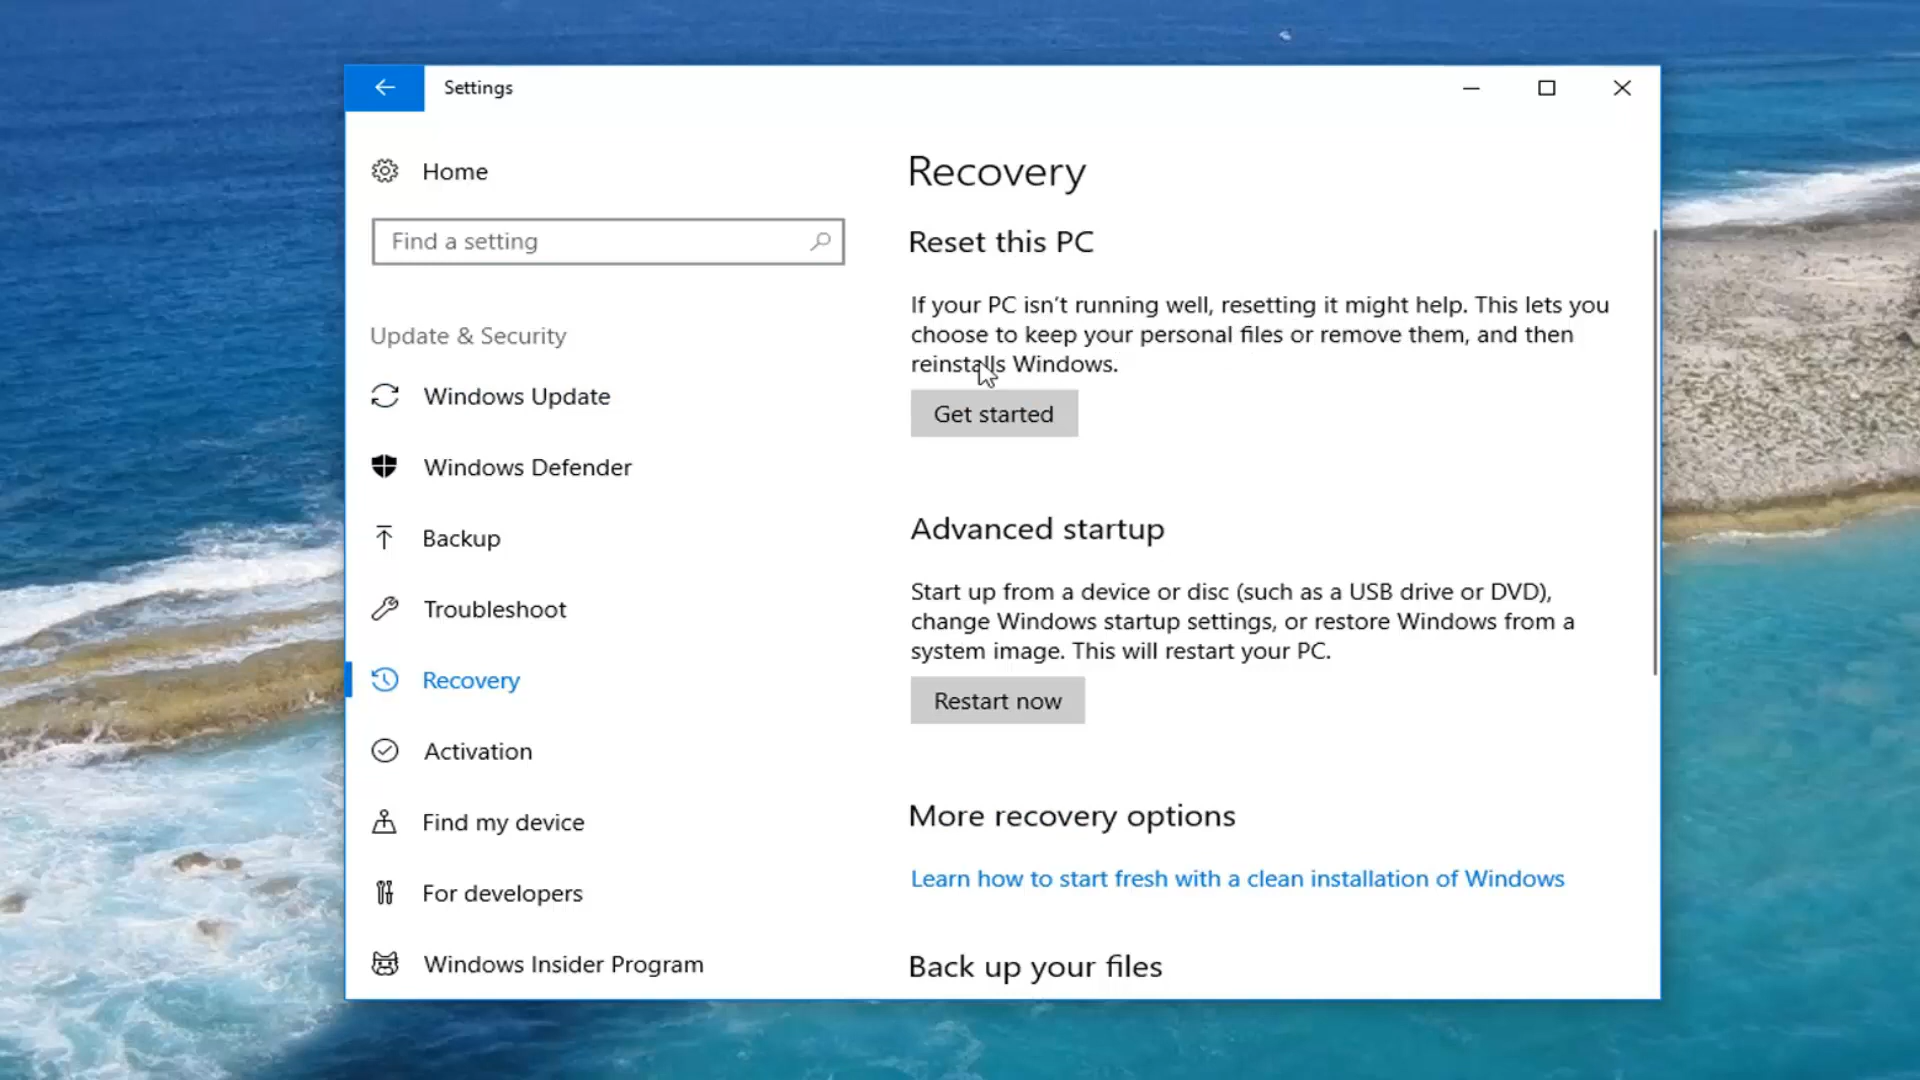 Settings
Home
Find a setting
Update & Security
Windows Update
Windows Defender
Backup
Troubleshoot
Recovery
Activation
Find my device
For developers
Windows Insider Program
Recovery
Reset this PC
If your PC isn't running well, resetting it might help. This lets you
choose to keep your personal files or remove them, and then
reinstalls Windows.
Get started
Advanced startup
Start up from a device or disc (such as a USB drive or DVD),
change Windows startup settings, or restore Windows from a
system image. This will restart your PC.
Restart now
More recovery options
Learn how to start fresh with a clean installation of Windows
Back up your files